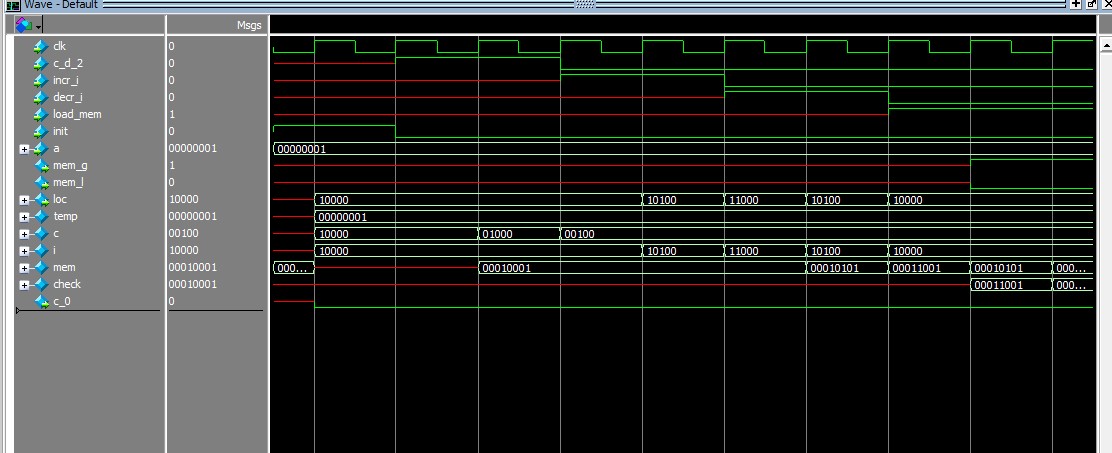 Wave - Default
Msgs
clk 0
c_d_2 0
incr_i 0
decr_i 0
load_mem 1
init 0
a 00000001 00000001
mem_g 1
mem_l 0
loc 10000 10000 10100 11000 10100 10000
temp 00000001 00000001
c 00100 10000 01000 00100
i 10000 10000 10100 11000 10100 10000
mem 00010001 000... 00010001 00010101 00011001 00010101 000...
check 00010001 00011001 000...
c_0 0